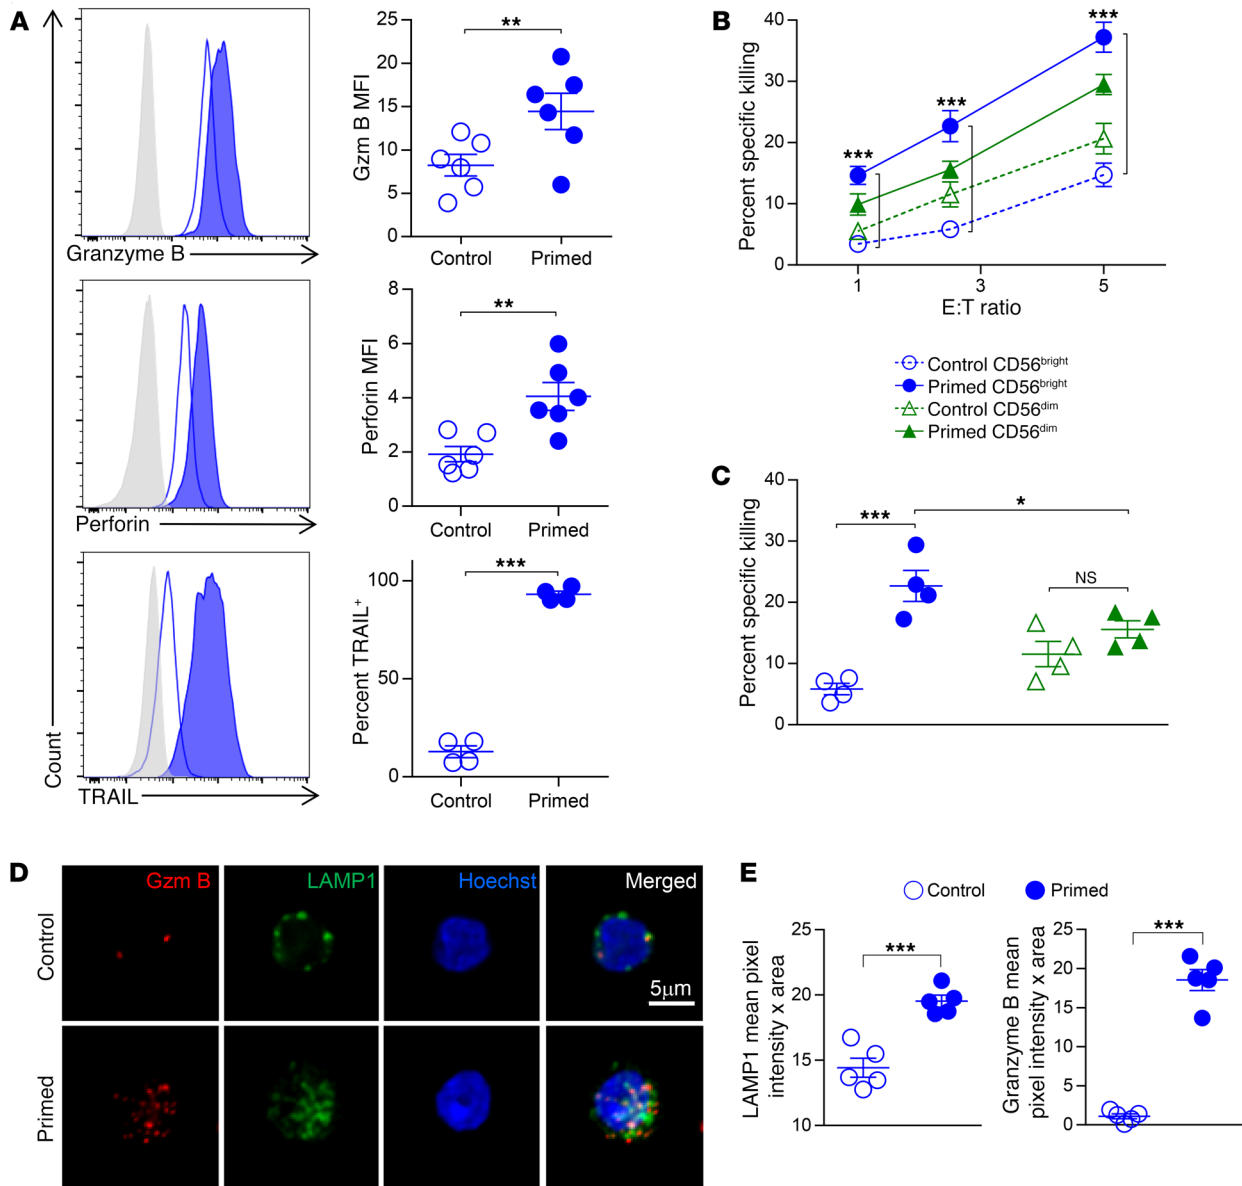 A
Count
25
20
15
10
5
0
Gzm B MFI
**
Granzyme B
Control
Primed
8
6
4
2
0
Perforin MFI
**
Perforin
Control
Primed
100
50
0
Percent TRAIL+
***
TRAIL
Control
Primed
B
40
30
20
10
0
Percent specific killing
***
***
***
1
3
5
E:T ratio
Control CD56bright
Primed CD56bright
Control CD56dim
Primed CD56dim
C
40
30
20
10
0
Percent specific killing
***
*
NS
D
Gzm B
LAMP1
Hoechst
Merged
Control
5μm
Primed
E
Control
Primed
25
20
15
10
LAMP1 mean pixel
intensity x area
***
25
20
15
10
5
0
Granzyme B mean
pixel intensity x area
***